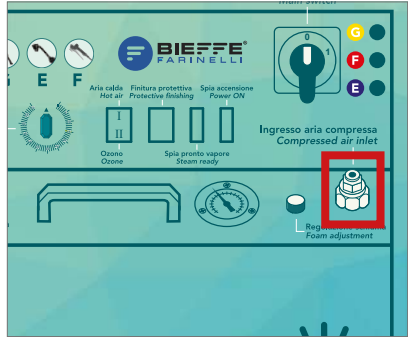 Main switch
0
1
G
F
E
E F
BIEFFE®
FARINELLI
Aria calda
Hot air
Finitura protettiva
Protective finishing
Spia accensione
Power ON
I
II
Ozono
Ozone
Spia pronto vapore
Steam ready
Ingresso aria compressa
Compressed air inlet
Foam adjustment